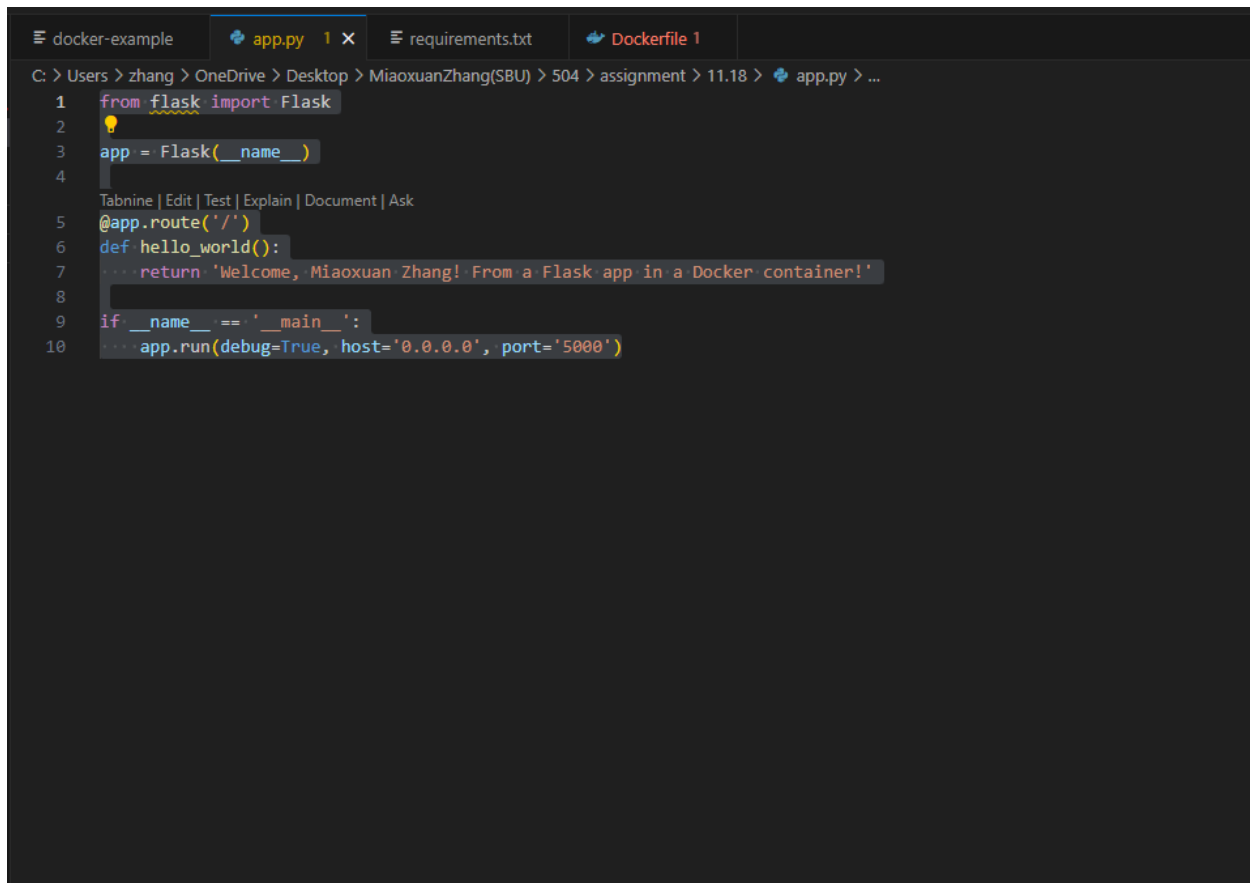 docker-example app.py 1 requirements.txt Dockerfile 1
C: > Users > zhang > OneDrive > Desktop > MiaoxuanZhang(SBU) > 504 > assignment > 11.18 > app.py > ...
1 from flask import Flask
2
3 app = Flask(__name__)
4
Tabnine | Edit | Test | Explain | Document | Ask
5 @app.route('/')
6 def hello_world():
7     return 'Welcome, Miaoxuan Zhang! From a Flask app in a Docker container!'
8
9 if __name__ == '__main__':
10     app.run(debug=True, host='0.0.0.0', port='5000')